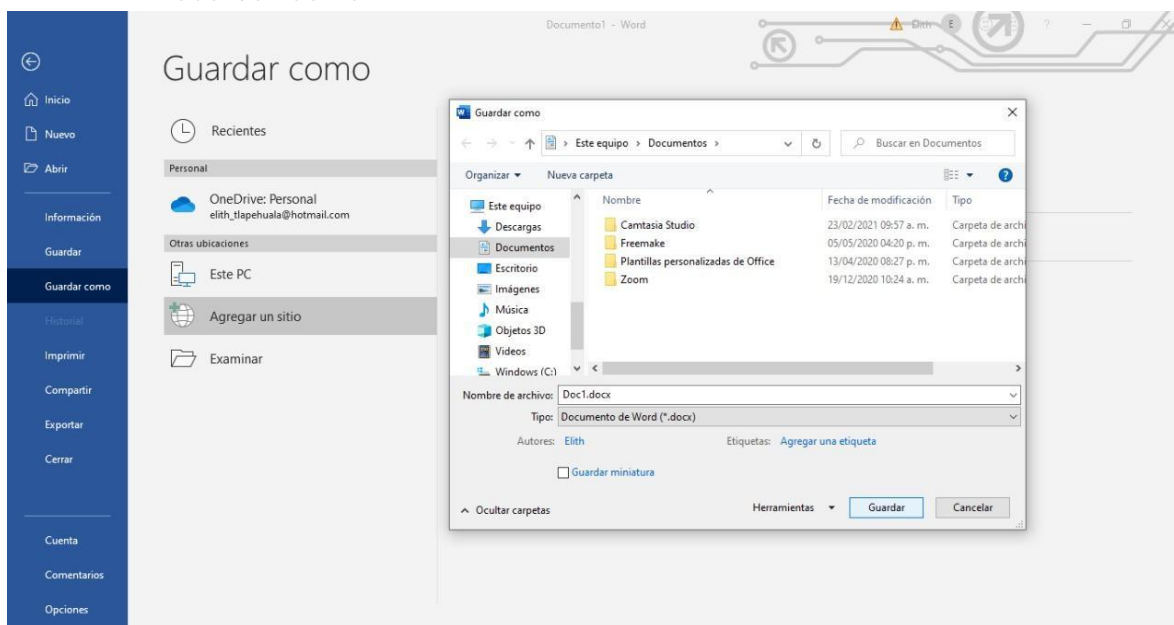 Documento1 - Word
Elith
E
?
Guardar como
Inicio
Nuevo
Abrir
Información
Guardar
Guardar como
Historial
Imprimir
Compartir
Exportar
Cerrar
Cuenta
Comentarios
Opciones
Recientes
Personal
OneDrive: Personal
elith_tlapehuala@hotmail.com
Otras ubicaciones
Este PC
Agregar un sitio
Examinar
Guardar como
Este equipo > Documentos >
Buscar en Documentos
Organizar
Nueva carpeta
Este equipo
Descargas
Documentos
Escritorio
Imágenes
Música
Objetos 3D
Videos
Windows (C:)
Nombre Fecha de modificación Tipo
Camtasia Studio 23/02/2021 09:57 a. m. Carpeta de archi
Freemake 05/05/2020 04:20 p. m. Carpeta de archi
Plantillas personalizadas de Office 13/04/2020 08:27 p. m. Carpeta de archi
Zoom 19/12/2020 10:24 a. m. Carpeta de archi
Nombre de archivo: Doc1.docx
Tipo: Documento de Word (*.docx)
Autores: Elith Etiquetas: Agregar una etiqueta
Guardar miniatura
Ocultar carpetas Herramientas Guardar Cancelar